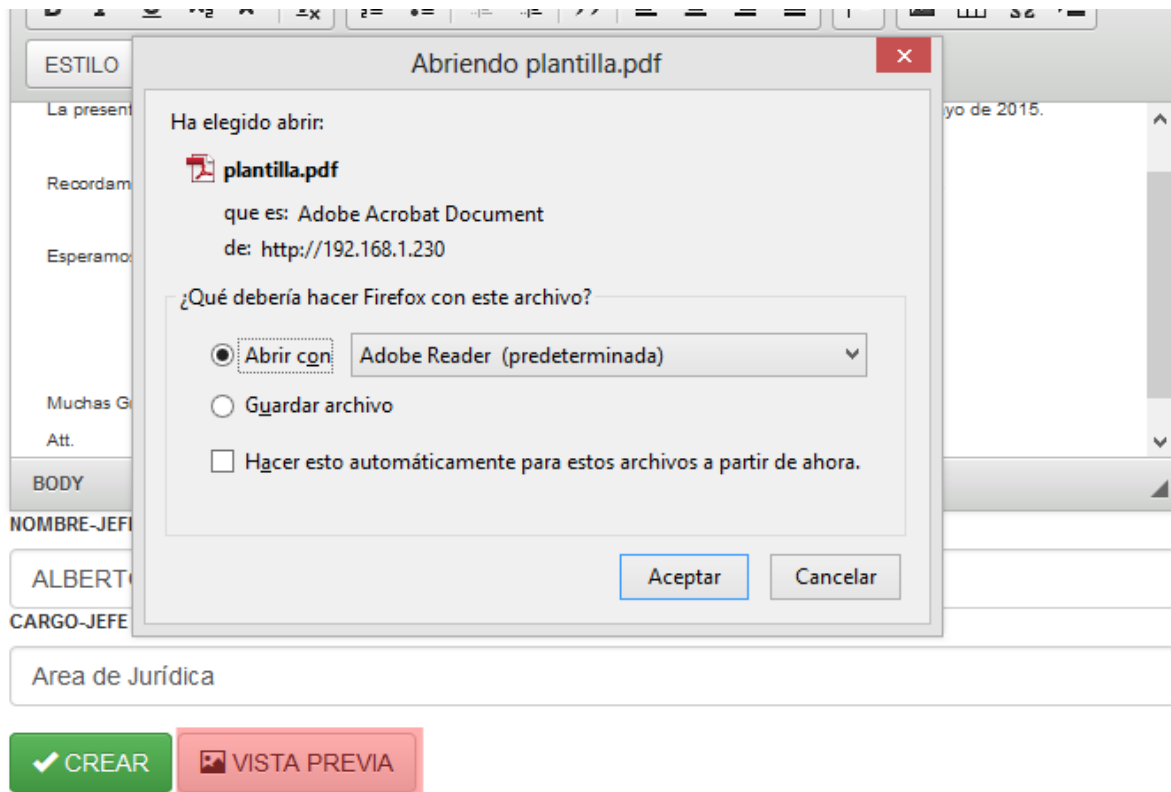 ESTILO
Abriendo plantilla.pdf
La present
yo de 2015.
Ha elegido abrir:
plantilla.pdf
Recordam
que es: Adobe Acrobat Document
de: http://192.168.1.230
Esperamos
¿Qué debería hacer Firefox con este archivo?
Abrir con
Adobe Reader (predeterminada)
Guardar archivo
Muchas G
Att.
Hacer esto automáticamente para estos archivos a partir de ahora.
BODY
NOMBRE-JEF
Aceptar
Cancelar
ALBERTO
CARGO-JEFE
Area de Jurídica
CREAR
VISTA PREVIA